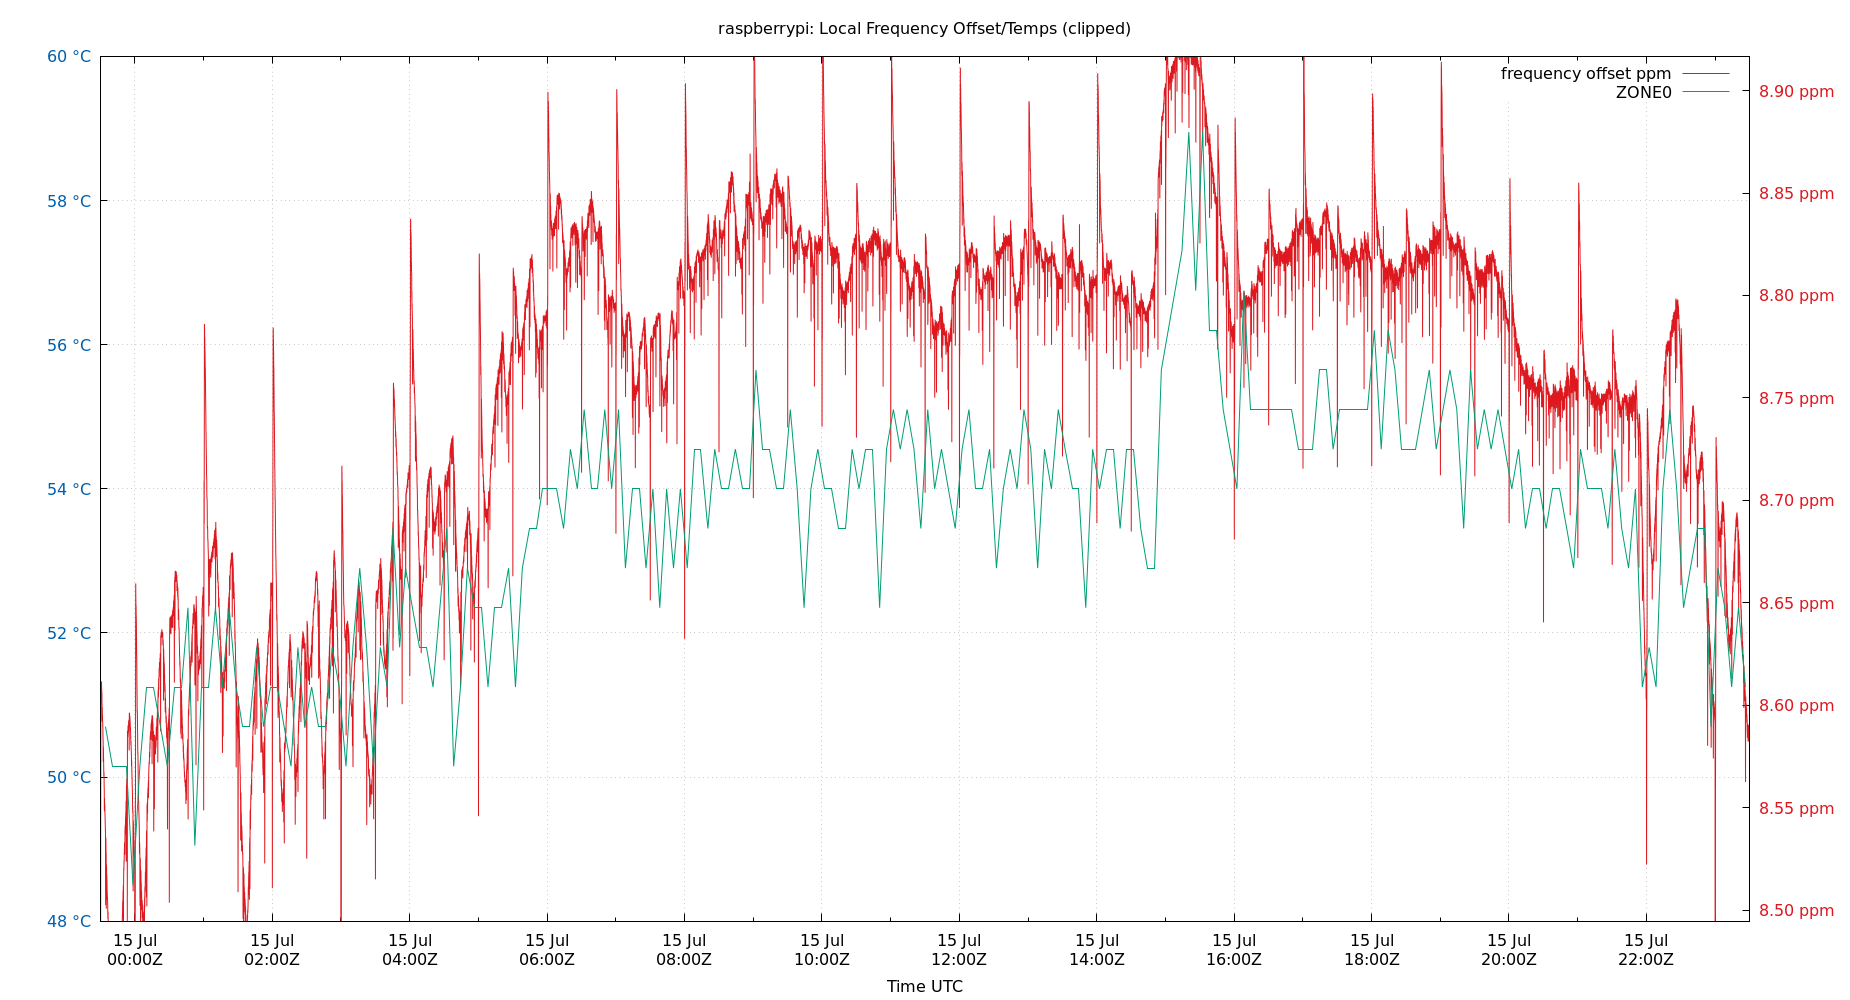 raspberrypi: Local Frequency Offset/Temps (clipped)
frequency offset ppm
ZONE0
60 °C
58 °C
56 °C
54 °C
52 °C
50 °C
48 °C
8.90 ppm
8.85 ppm
8.80 ppm
8.75 ppm
8.70 ppm
8.65 ppm
8.60 ppm
8.55 ppm
8.50 ppm
15 Jul 15 Jul 15 Jul 15 Jul 15 Jul 15 Jul 15 Jul 15 Jul 15 Jul 15 Jul 15 Jul 15 Jul
00:00Z 02:00Z 04:00Z 06:00Z 08:00Z 10:00Z 12:00Z 14:00Z 16:00Z 18:00Z 20:00Z 22:00Z
Time UTC